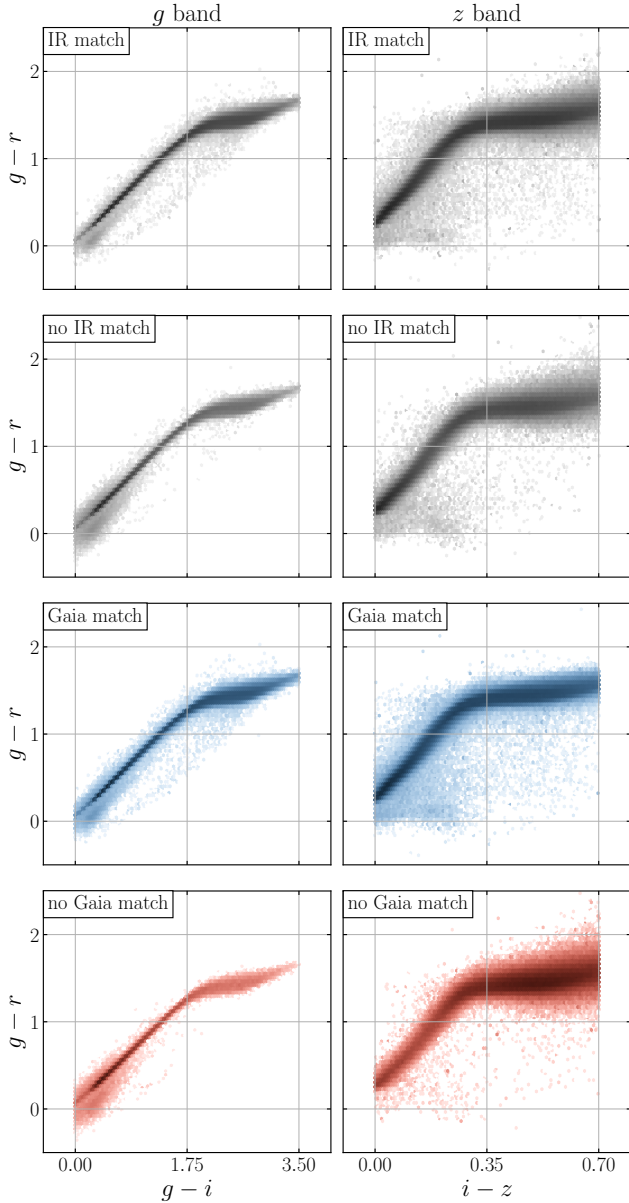 g band
z band
IR match
IR match
2
1
0
g − r
g − r
no IR match
no IR match
2
1
0
g − r
g − r
Gaia match
Gaia match
2
1
0
g − r
g − r
no Gaia match
no Gaia match
2
1
0
g − r
g − r
0.00 1.75 3.50
0.00 0.35 0.70
g − i
i − z